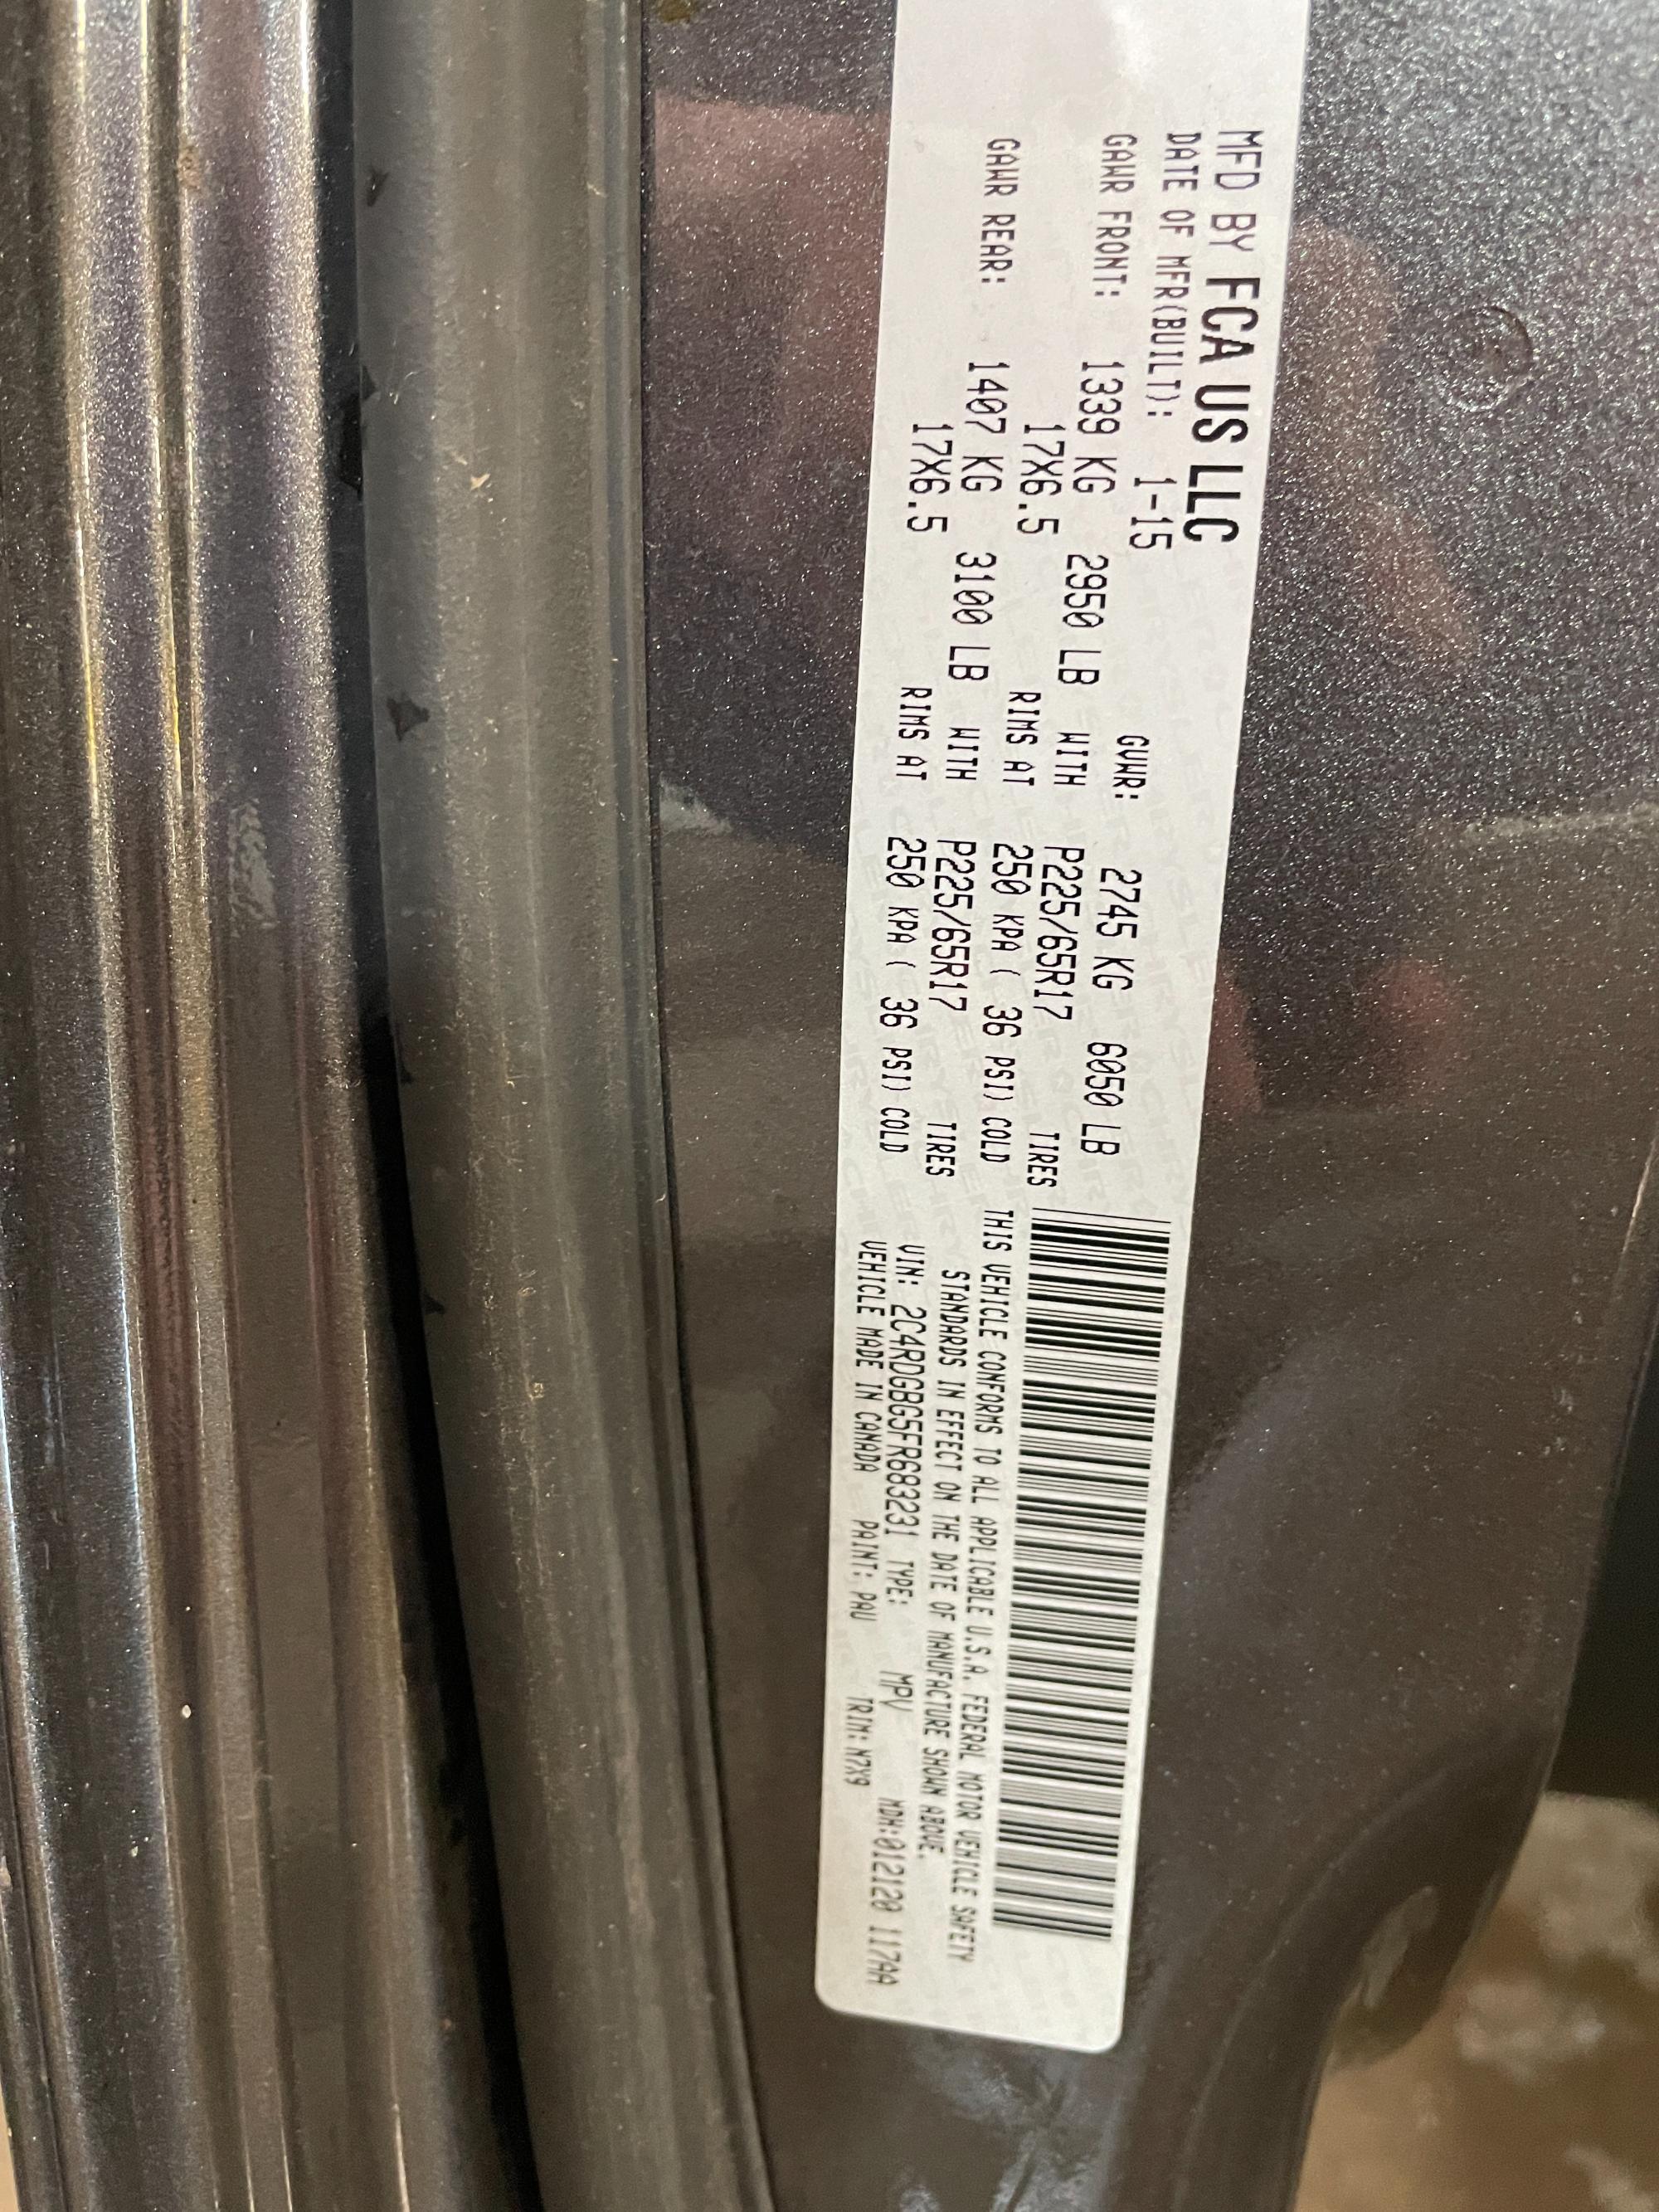 MFD BY FCA US LLC
DATE OF MFR(BUILT): 1-15 GVWR: 2745 KG 6050 LB
GAWR FRONT: 1339 KG 2950 LB WITH P225/65R17 TIRES
17X6.5 RIMS AT 250 KPA ( 36 PSI) COLD
GAWR REAR: 1407 KG 3100 LB WITH P225/65R17 TIRES
17X6.5 RIMS AT 250 KPA ( 36 PSI) COLD
THIS VEHICLE CONFORMS TO ALL APPLICABLE U.S.A. FEDERAL MOTOR VEHICLE SAFETY
STANDARDS IN EFFECT ON THE DATE OF MANUFACTURE SHOWN ABOVE.
VIN: 2C4RDGBG5FR683231 TYPE: MPV MDH:012120 117AA
VEHICLE MADE IN CANADA PAINT: PAU TRIM: N7X9